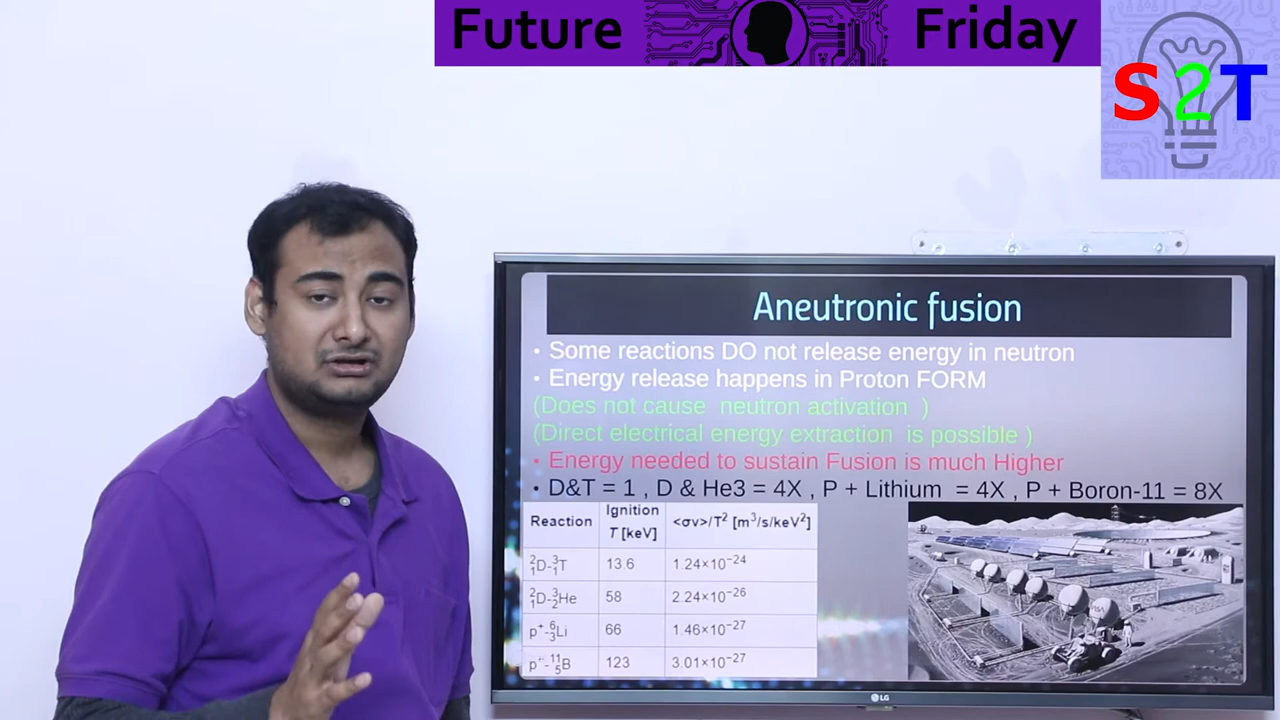 Future Friday
S2T
Aneutronic fusion
• Some reactions DO not release energy in neutron
• Energy release happens in Proton FORM
(Does not cause neutron activation )
(Direct electrical energy extraction is possible )
• Energy needed to sustain Fusion is much Higher
• D&T = 1 , D & He3 = 4X , P + Lithium = 4X , P + Boron-11 = 8X
Reaction Ignition T [keV] <σv>/T² [m³/s/keV²]
²₁D-³₁T 13.6 1.24×10⁻²⁴
²₁D-³₂He 58 2.24×10⁻²⁶
p⁺-⁶₃Li 66 1.46×10⁻²⁷
p⁺-¹¹₅B 123 3.01×10⁻²⁷
LG